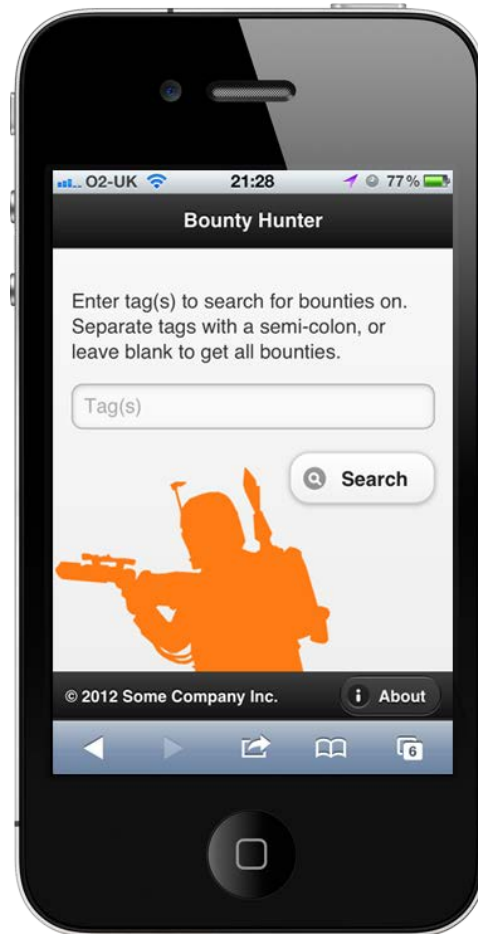 O2-UK 21:28 77%
Bounty Hunter
Enter tag(s) to search for bounties on.
Separate tags with a semi-colon, or
leave blank to get all bounties.
Tag(s)
Search
© 2012 Some Company Inc. i About
6